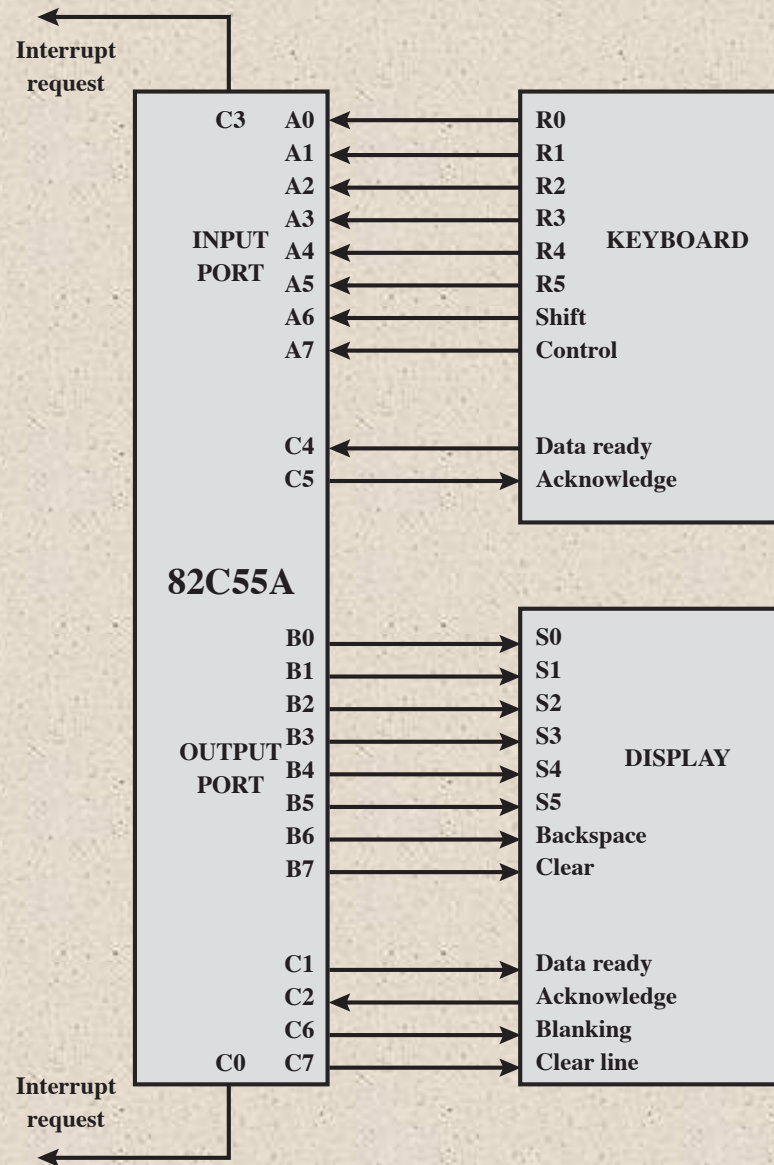 Interrupt
request
C3 A0 R0
A1 R1
A2 R2
A3 R3
INPUT
PORT
KEYBOARD
A4 R4
A5 R5
A6 Shift
A7 Control
C4 Data ready
C5 Acknowledge
82C55A
B0 S0
B1 S1
B2 S2
B3 S3
OUTPUT
PORT
DISPLAY
B4 S4
B5 S5
B6 Backspace
B7 Clear
C1 Data ready
C2 Acknowledge
C6 Blanking
C0 C7 Clear line
Interrupt
request